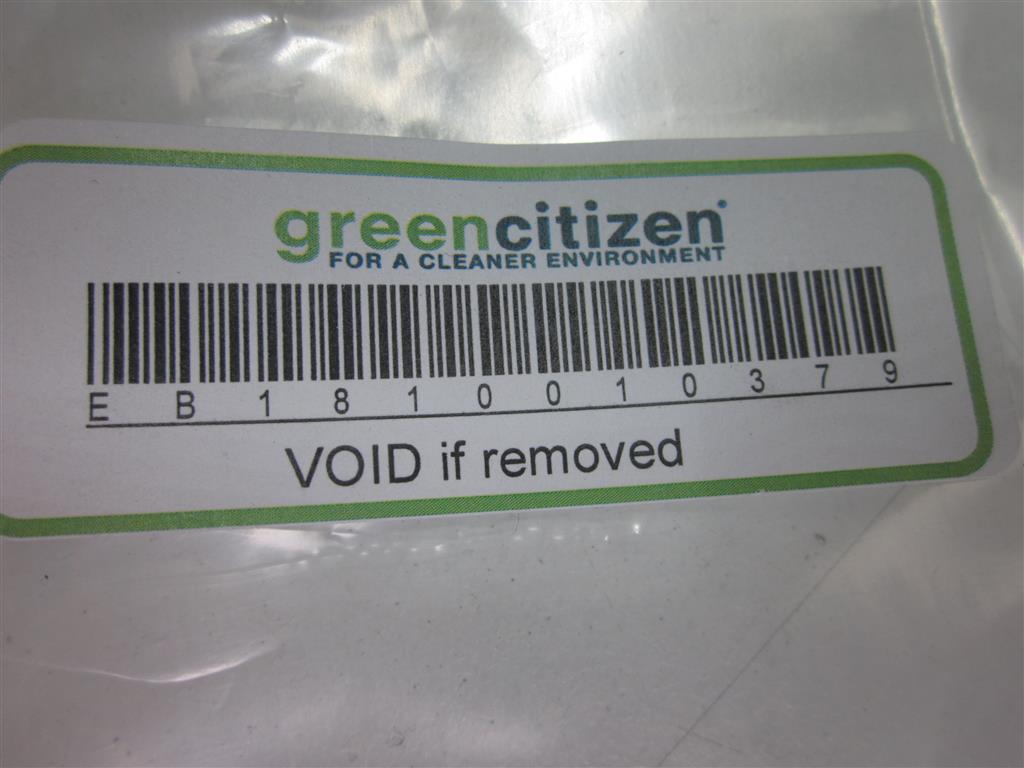 greencitizen
FOR A CLEANER ENVIRONMENT
EB1810010379
VOID if removed